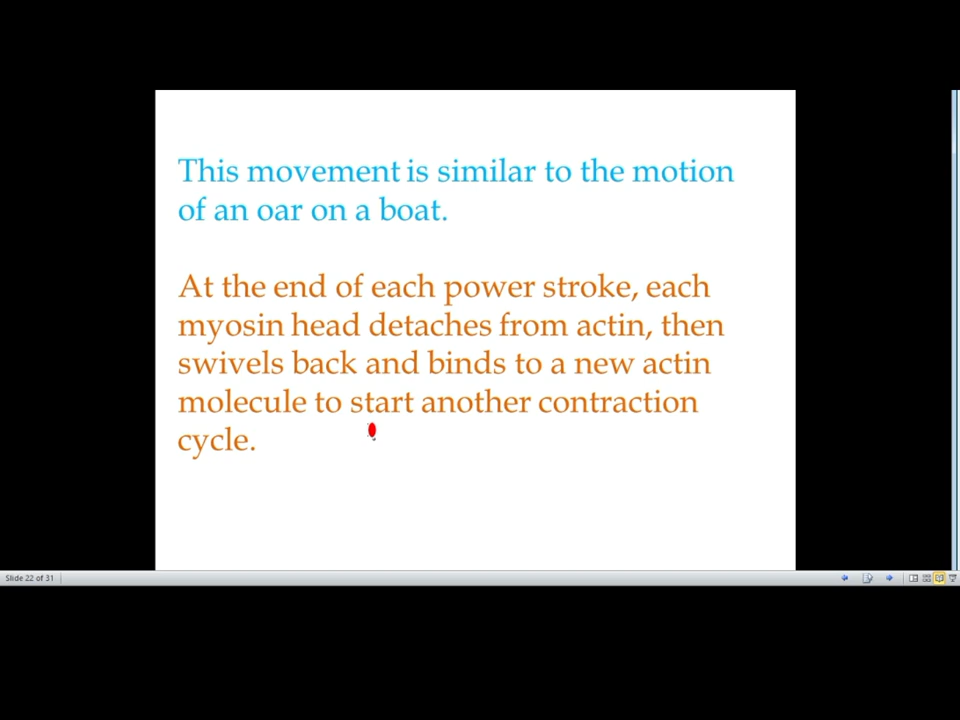 This movement is similar to the motion
of an oar on a boat.
At the end of each power stroke, each
myosin head detaches from actin, then
swivels back and binds to a new actin
molecule to start another contraction
cycle.
Slide 22 of 31